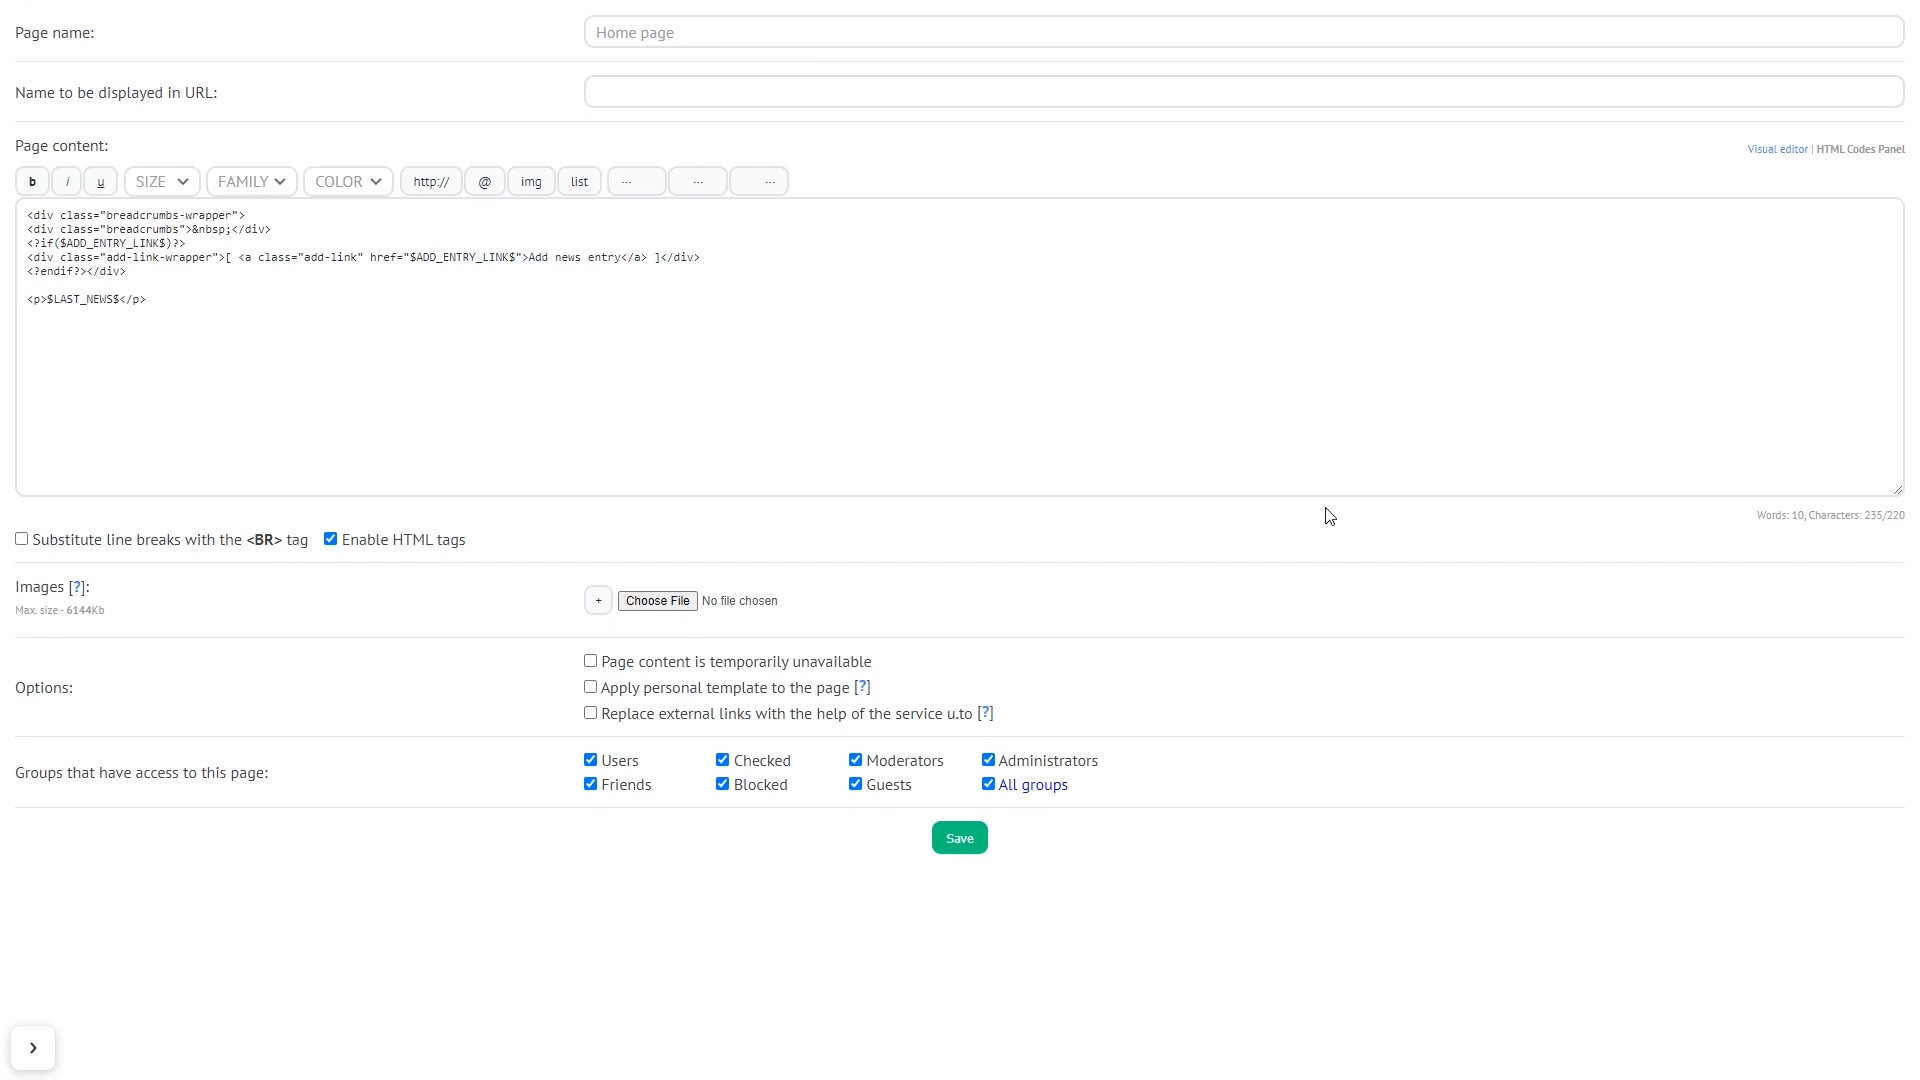 Page name:
Home page
Name to be displayed in URL:
Page content:
Visual editor | HTML Codes Panel
b i u SIZE FAMILY COLOR http:// @ img list ... ... ...
<div class="breadcrumbs-wrapper">
<div class="breadcrumbs">&nbsp;</div>
<?if($ADD_ENTRY_LINK$)?>
<div class="add-link-wrapper">[ <a class="add-link" href="$ADD_ENTRY_LINK$">Add news entry</a> ]</div>
<?endif?></div>
<p>$LAST_NEWS$</p>
Words: 10, Characters: 235/220
Substitute line breaks with the <BR> tag Enable HTML tags
Images [?]:
Max. size - 6144Kb
+ Choose File No file chosen
Options:
Page content is temporarily unavailable
Apply personal template to the page [?]
Replace external links with the help of the service u.to [?]
Groups that have access to this page:
Users Checked Moderators Administrators
Friends Blocked Guests All groups
Save